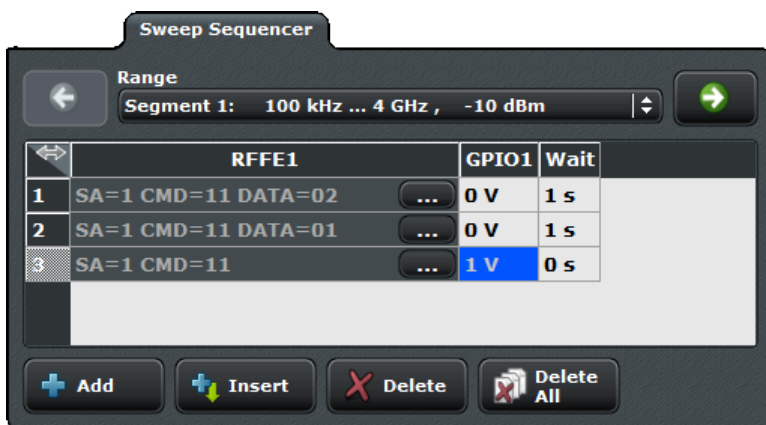 Sweep Sequencer
Range
Segment 1: 100 kHz ... 4 GHz , -10 dBm
RFFE1 GPIO1 Wait
1 SA=1 CMD=11 DATA=02 ... 0 V 1 s
2 SA=1 CMD=11 DATA=01 ... 0 V 1 s
3 SA=1 CMD=11 ... 1 V 0 s
Add Insert Delete Delete All